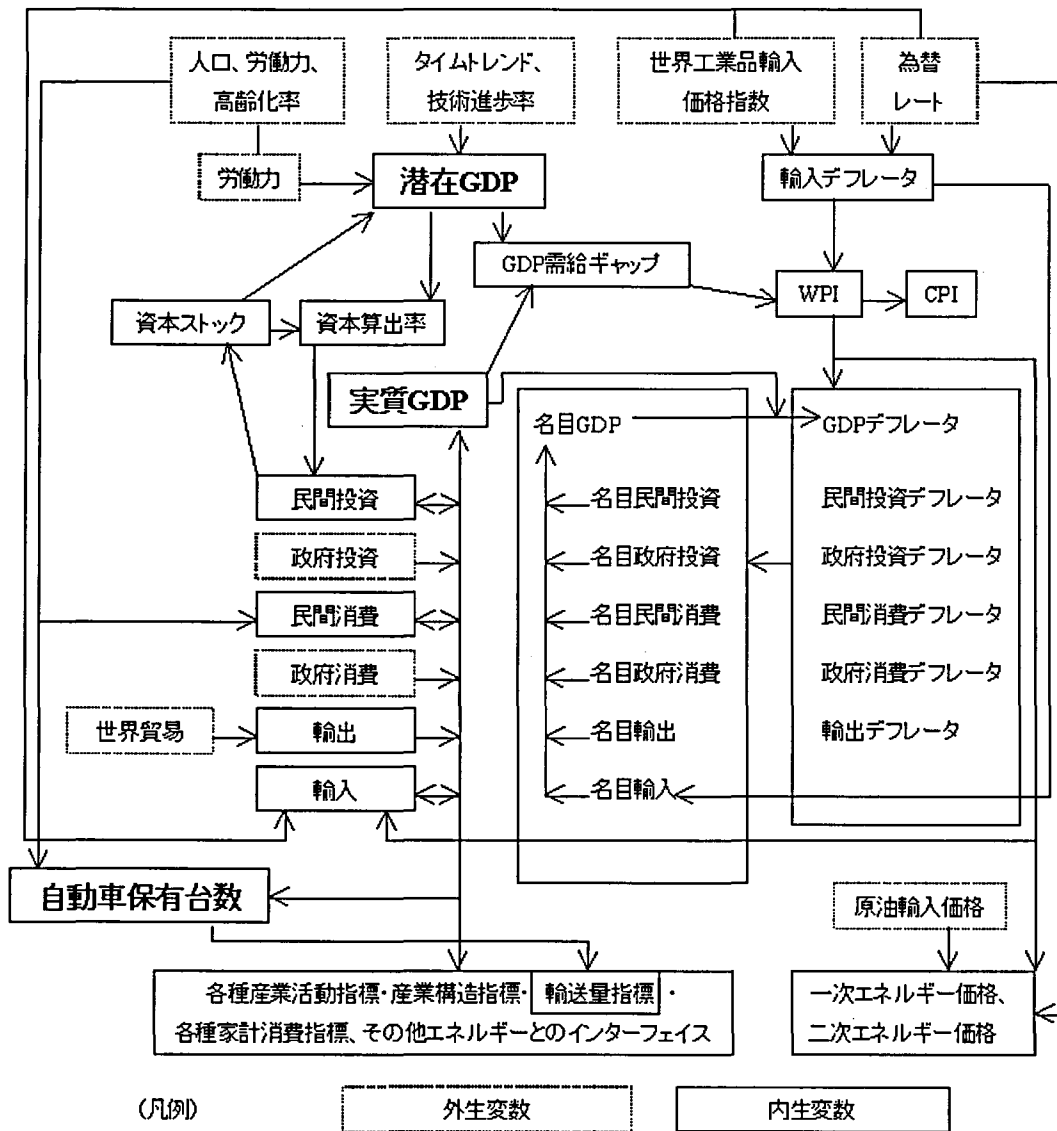 人口、労働力、
高齢化率
タイムトレンド、
技術進歩率
世界工業品輸入
価格指数
為替
レート
労働力
潜在GDP
輸入デフレータ
GDP需給ギャップ
WPI
CPI
資本ストック
資本算出率
実質GDP
名目GDP
GDPデフレータ
民間投資
名目民間投資
民間投資デフレータ
政府投資
名目政府投資
政府投資デフレータ
民間消費
名目民間消費
民間消費デフレータ
政府消費
名目政府消費
政府消費デフレータ
世界貿易
輸出
名目輸出
輸出デフレータ
輸入
名目輸入
自動車保有台数
原油輸入価格
各種産業活動指標・産業構造指標・輸送量指標・
各種家計消費指標、その他エネルギーとのインターフェイス
一次エネルギー価格、
二次エネルギー価格
(凡例)
外生変数
内生変数